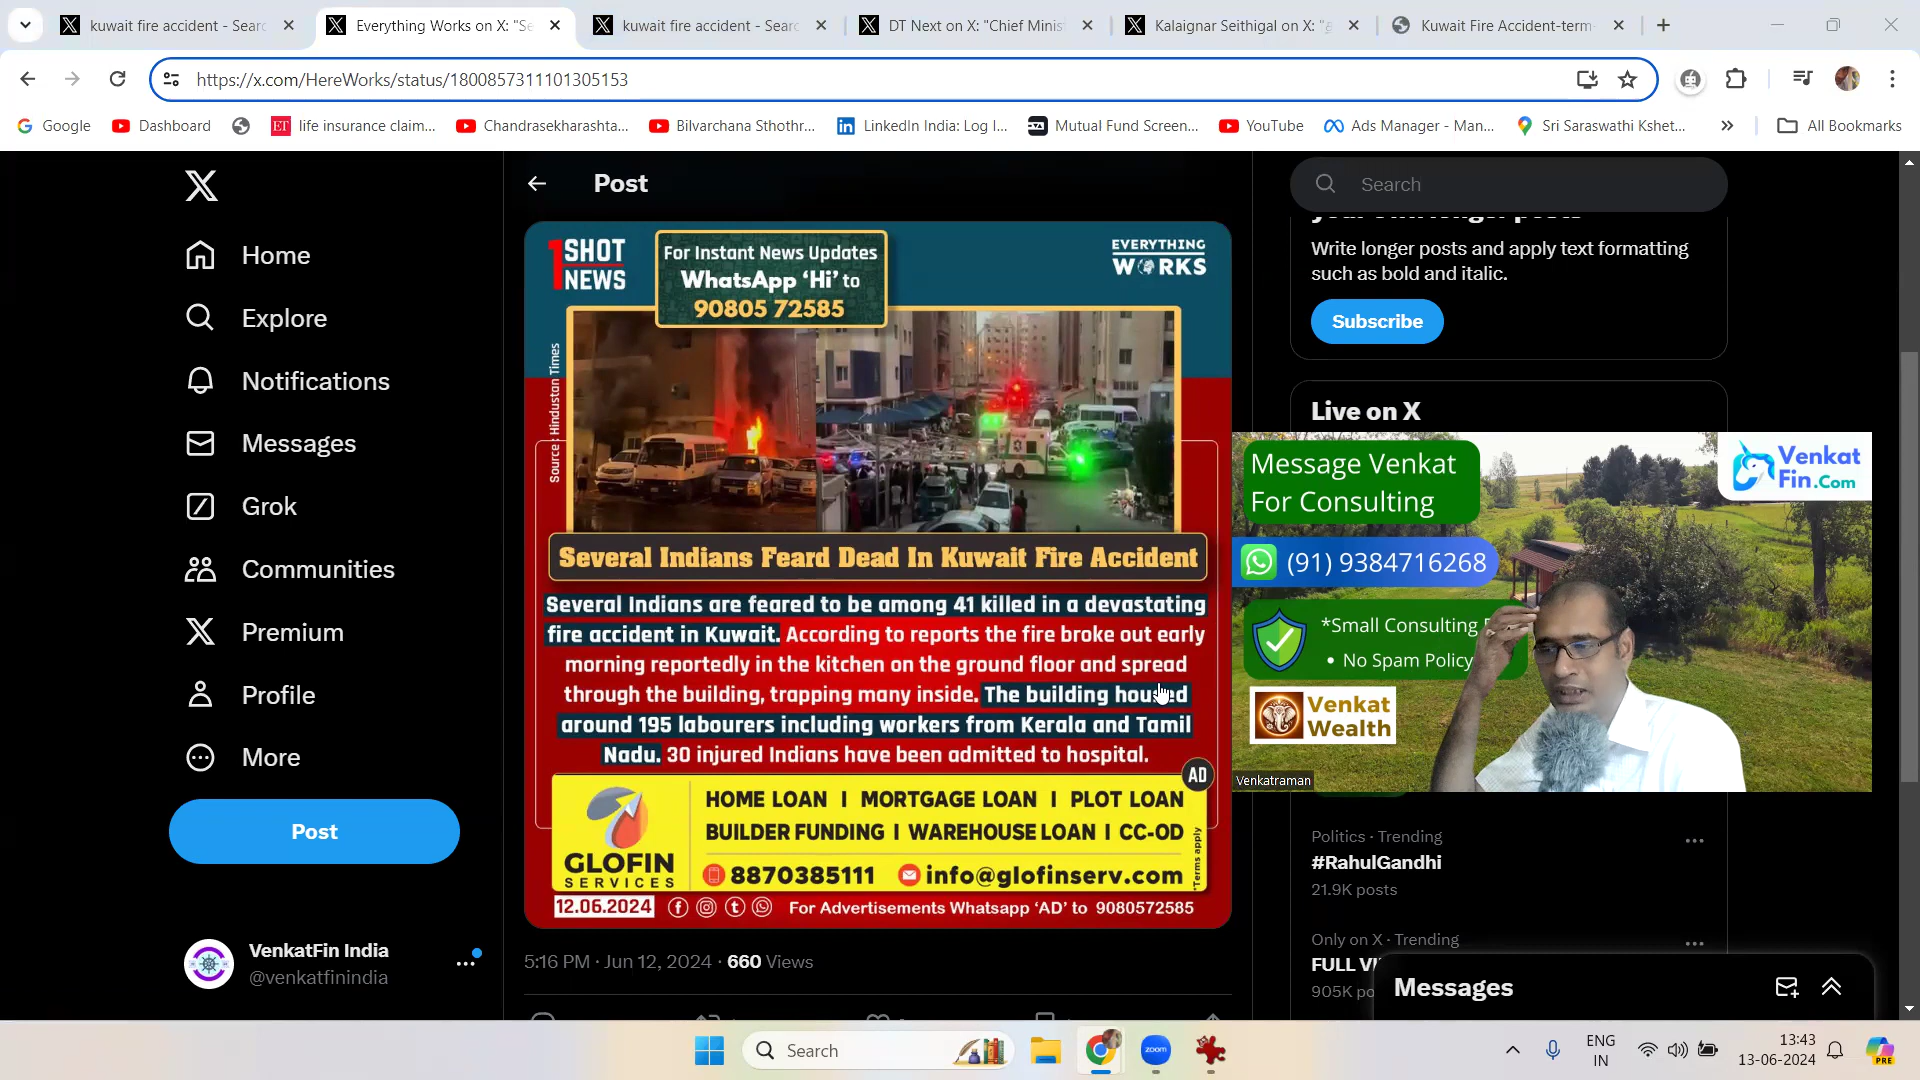 kuwait fire accident - Searc
Everything Works on X: "Se
kuwait fire accident - Searc
DT Next on X: "Chief Minis
Kalaignar Seithigal on X: "
Kuwait Fire Accident-term-
https://x.com/HereWorks/status/1800857311101305153
Google
Dashboard
ET
life insurance claim...
Chandrasekharashta...
Bilvarchana Sthothr...
LinkedIn India: Log I...
Mutual Fund Screen...
YouTube
Ads Manager - Man...
Sri Saraswathi Kshet...
All Bookmarks
Home
Explore
Notifications
Messages
Grok
Communities
Premium
Profile
More
Post
VenkatFin India
@venkatfinindia
Post
1SHOT
NEWS
For Instant News Updates
WhatsApp ‘Hi’ to
90805 72585
EVERYTHING
WORKS
Source : Hindustan Times
Several Indians Feard Dead In Kuwait Fire Accident
Several Indians are feared to be among 41 killed in a devastating
fire accident in Kuwait. According to reports the fire broke out early
morning reportedly in the kitchen on the ground floor and spread
through the building, trapping many inside. The building housed
around 195 labourers including workers from Kerala and Tamil
Nadu. 30 injured Indians have been admitted to hospital.
AD
GLOFIN
SERVICES
HOME LOAN I MORTGAGE LOAN I PLOT LOAN
BUILDER FUNDING I WAREHOUSE LOAN I CC-OD
8870385111 info@glofinserv.com
*Terms apply
12.06.2024
For Advertisements Whatsapp ‘AD’ to 9080572585
5:16 PM · Jun 12, 2024 · 660 Views
Search
Write longer posts and apply text formatting
such as bold and italic.
Subscribe
Live on X
Message Venkat
For Consulting
(91) 9384716268
*Small Consulting
• No Spam Policy
Venkat
Wealth
Venkatraman
Venkat
Fin.Com
Politics · Trending
#RahulGandhi
21.9K posts
Only on X · Trending
FULL VI
905K po
Messages
Search
zoom
ENG
IN
13:43
13-06-2024
PRE